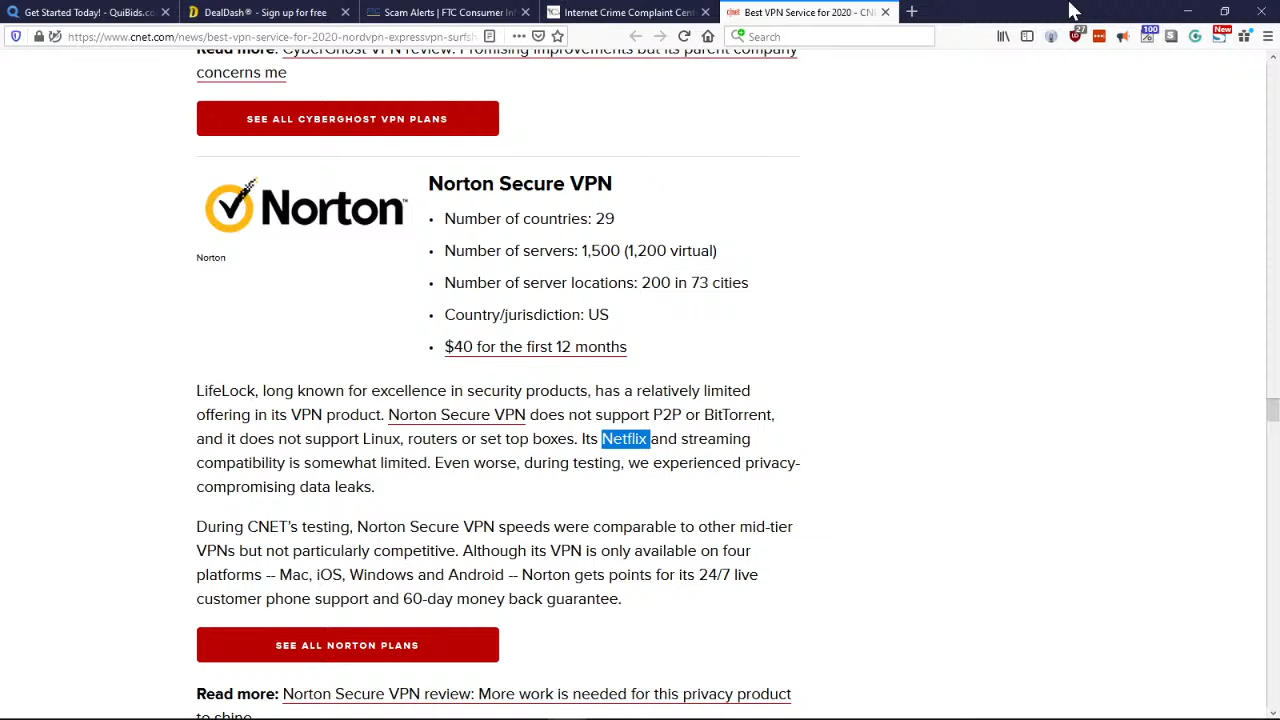 Get Started Today! - QuiBids.co
DealDash® - Sign up for free
Scam Alerts | FTC Consumer In
Internet Crime Complaint Cent
cnet
Best VPN Service for 2020 - CN
https://www.cnet.com/news/best-vpn-service-for-2020-nordvpn-expressvpn-surfsh
Search
27
100
New
Read more: CyberGhost VPN review: Promising improvements but its parent company
concerns me
SEE ALL CYBERGHOST VPN PLANS
Norton
Norton
Norton Secure VPN
• Number of countries: 29
• Number of servers: 1,500 (1,200 virtual)
• Number of server locations: 200 in 73 cities
• Country/jurisdiction: US
• $40 for the first 12 months
LifeLock, long known for excellence in security products, has a relatively limited
offering in its VPN product. Norton Secure VPN does not support P2P or BitTorrent,
and it does not support Linux, routers or set top boxes. Its Netflix and streaming
compatibility is somewhat limited. Even worse, during testing, we experienced privacy-
compromising data leaks.
During CNET's testing, Norton Secure VPN speeds were comparable to other mid-tier
VPNs but not particularly competitive. Although its VPN is only available on four
platforms -- Mac, iOS, Windows and Android -- Norton gets points for its 24/7 live
customer phone support and 60-day money back guarantee.
SEE ALL NORTON PLANS
Read more: Norton Secure VPN review: More work is needed for this privacy product
to shine